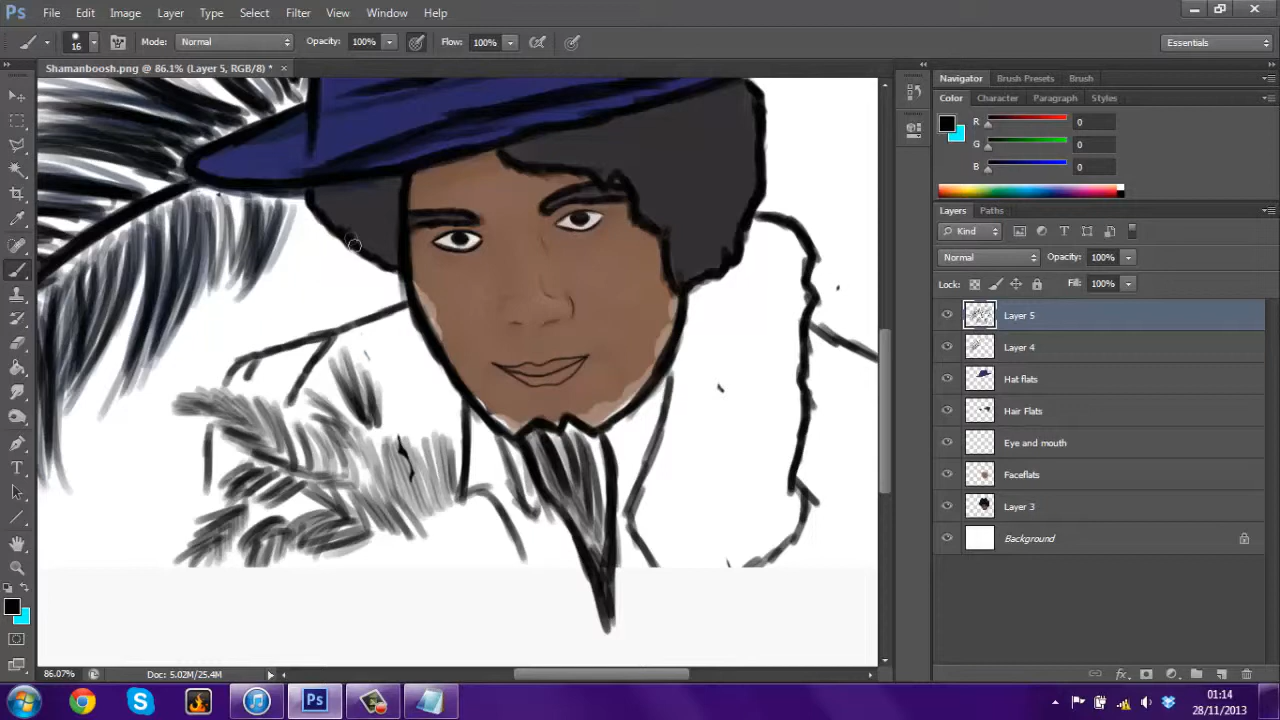 Ps File Edit Image Layer Type Select Filter View Window Help
16 Mode: Normal Opacity: 100% Flow: 100% Essentials
Shamanboosh.png @ 86.1% (Layer 5, RGB/8) * ×
Navigator Brush Presets Brush
Color Character Paragraph Styles
R 0
G 0
B 0
Layers Paths
Kind
Normal Opacity: 100%
Lock: Fill: 100%
Layer 5
Layer 4
Hat flats
Hair Flats
Eye and mouth
Faceflats
Layer 3
Background
86.07% Doc: 5.02M/25.4M
Ps
01:14
28/11/2013